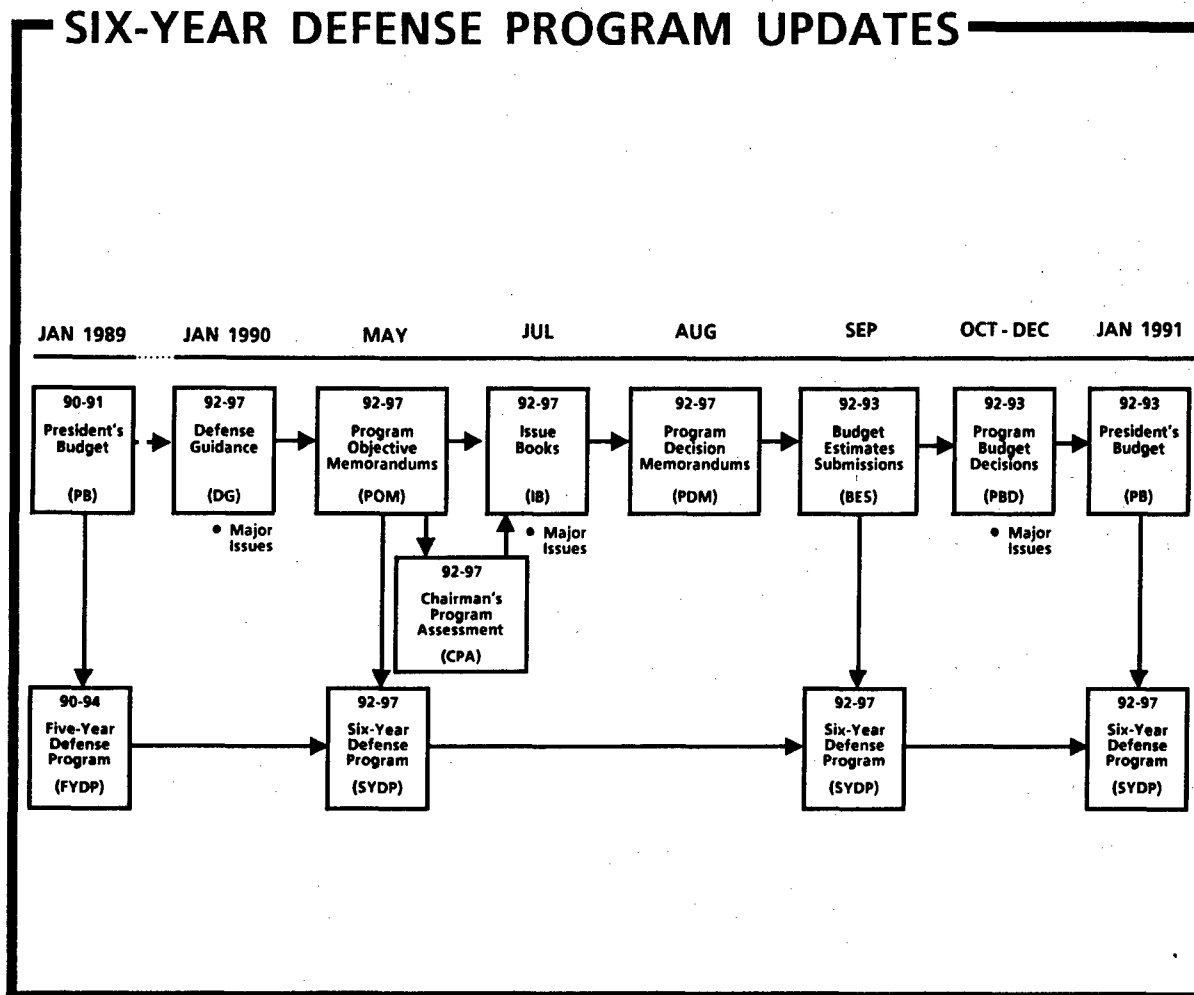 SIX-YEAR DEFENSE PROGRAM UPDATES
JAN 1989
JAN 1990
MAY
JUL
AUG
SEP
OCT - DEC
JAN 1991
90-91
President's
Budget
(PB)
92-97
Defense
Guidance
(DG)
• Major
Issues
92-97
Program
Objective
Memorandums
(POM)
92-97
Issue
Books
(IB)
• Major
Issues
92-97
Program
Decision
Memorandums
(PDM)
92-93
Budget
Estimates
Submissions
(BES)
92-93
Program
Budget
Decisions
(PBD)
• Major
Issues
92-93
President's
Budget
(PB)
92-97
Chairman's
Program
Assessment
(CPA)
90-94
Five-Year
Defense
Program
(FYDP)
92-97
Six-Year
Defense
Program
(SYDP)
92-97
Six-Year
Defense
Program
(SYDP)
92-97
Six-Year
Defense
Program
(SYDP)